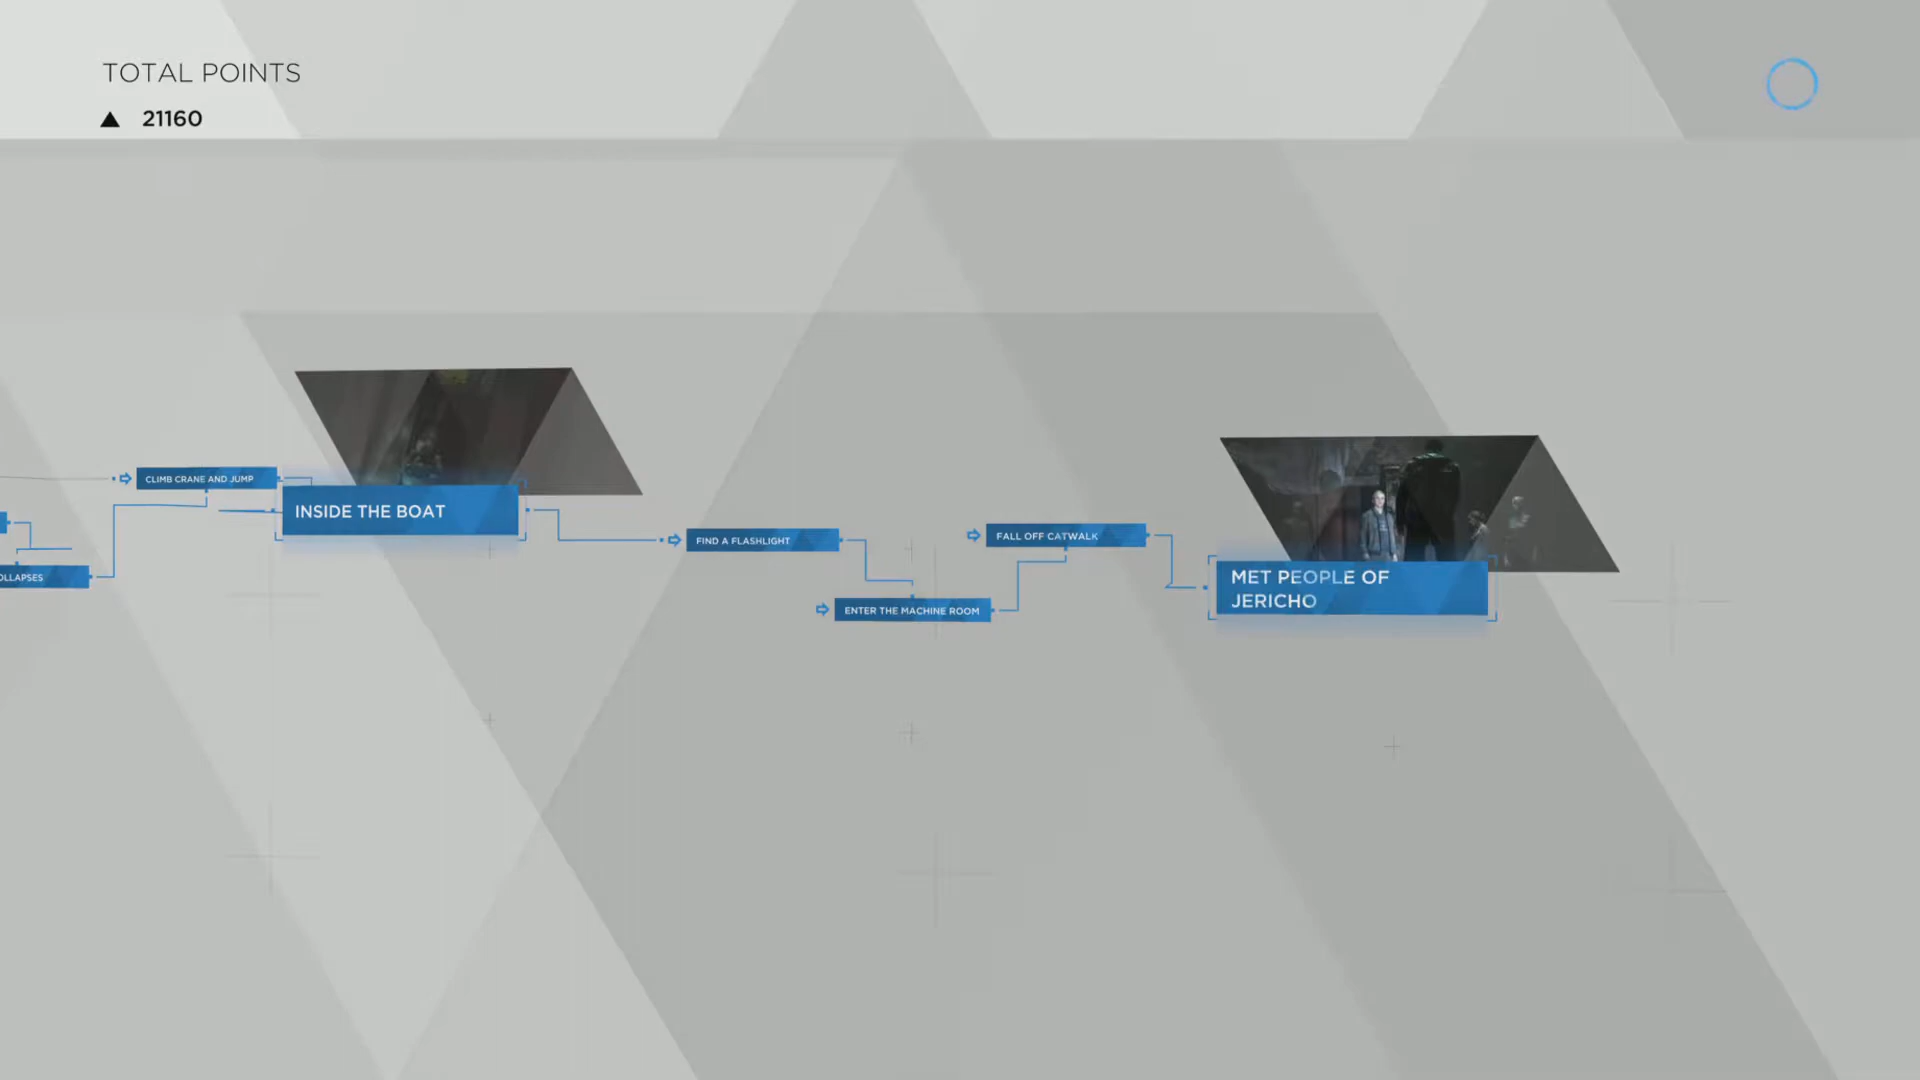 TOTAL POINTS
21160
CLIMB CRANE AND JUMP
INSIDE THE BOAT
OLLAPSES
FIND A FLASHLIGHT
ENTER THE MACHINE ROOM
FALL OFF CATWALK
MET PEOPLE OF
JERICHO